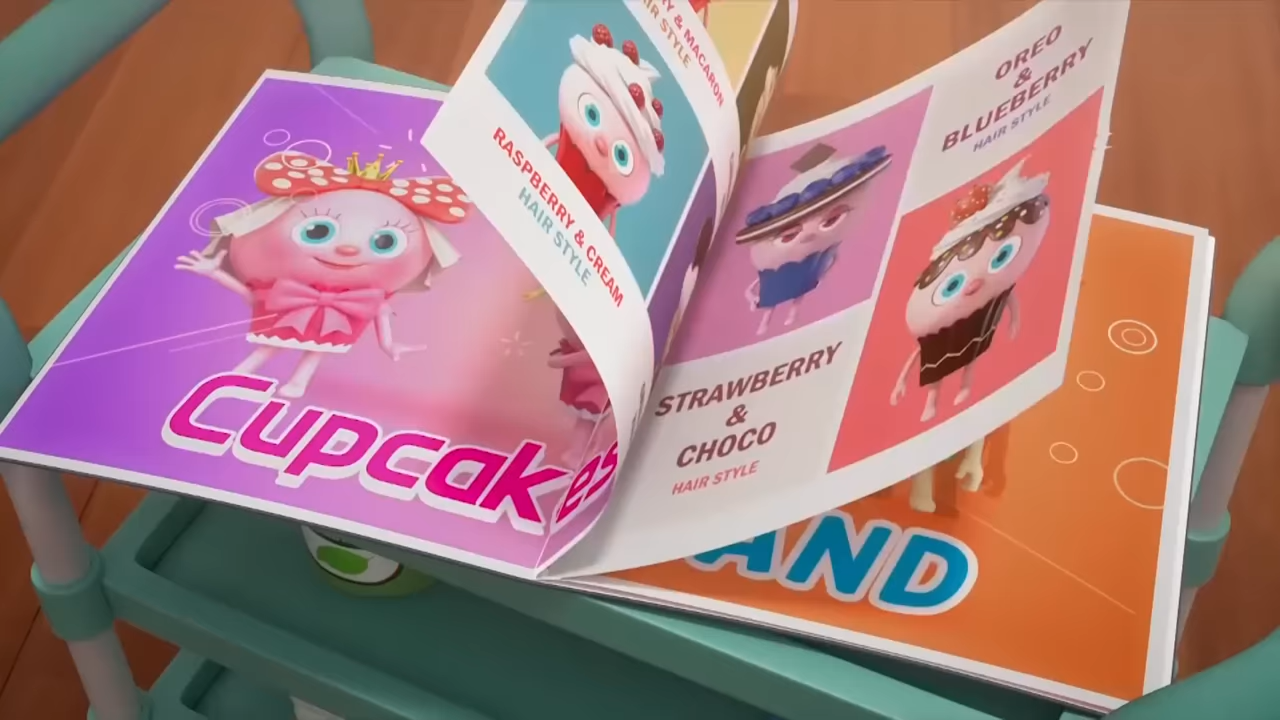 Cupcakes
RASPBERRY & CREAM
HAIR STYLE
& MACARON
HAIR STYLE
STRAWBERRY
&
CHOCO
HAIR STYLE
OREO
&
BLUEBERRY
HAIR STYLE
AND